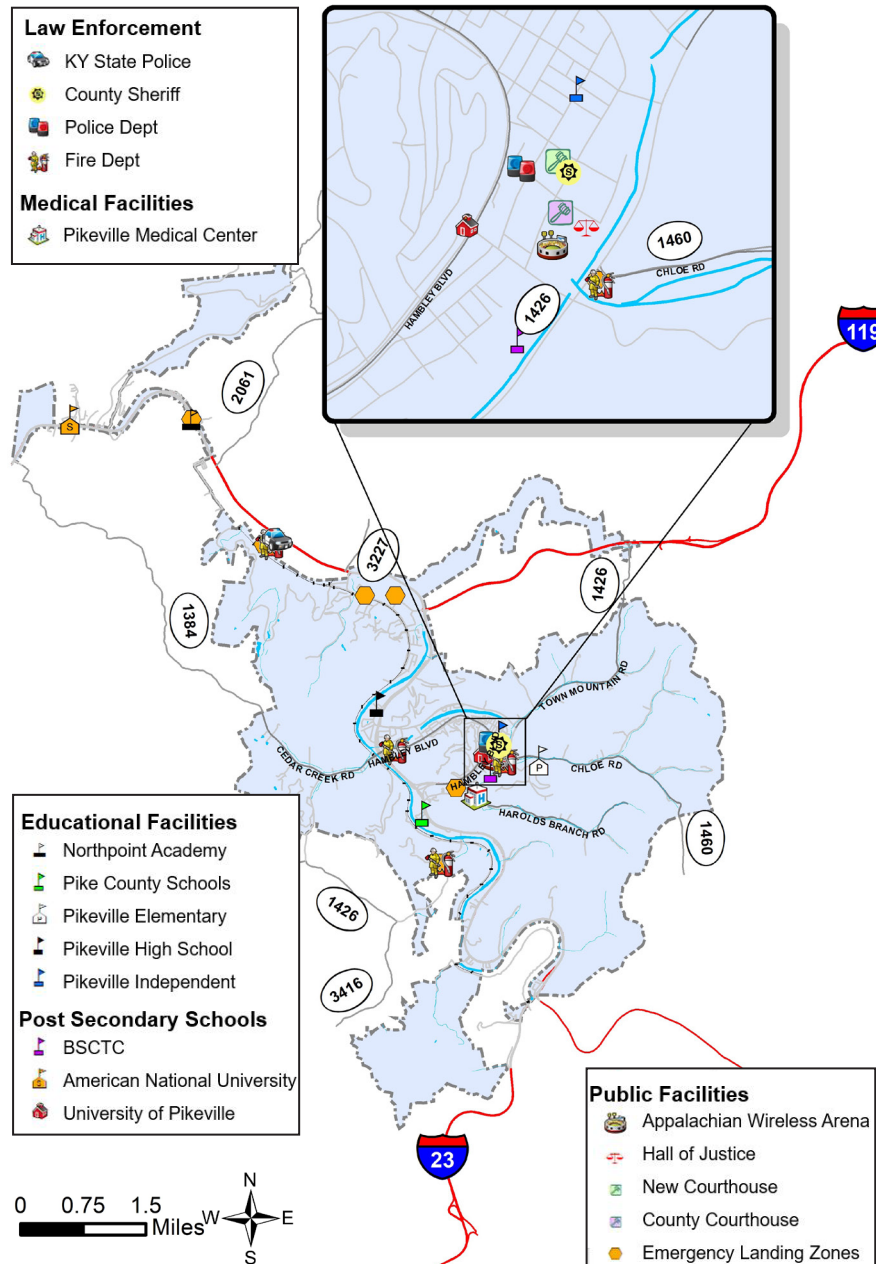 Law Enforcement
KY State Police
County Sheriff
Police Dept
Fire Dept
Medical Facilities
Pikeville Medical Center
HAMBLEY BLVD
1460
CHLOE RD
1426
S
119
2061
S
3227
1426
1384
TOWN MOUNTAIN RD
CEDAR CREEK RD
HAMBLEY BLVD
HAMBLEY BLVD
S
P
CHLOE RD
H
HAROLDS BRANCH RD
1460
1426
3416
Educational Facilities
Northpoint Academy
Pike County Schools
P
Pikeville Elementary
Pikeville High School
Pikeville Independent
Post Secondary Schools
BSCTC
S
American National University
University of Pikeville
Public Facilities
Appalachian Wireless Arena
Hall of Justice
New Courthouse
County Courthouse
Emergency Landing Zones
23
0 0.75 1.5
Miles
N
W E
S